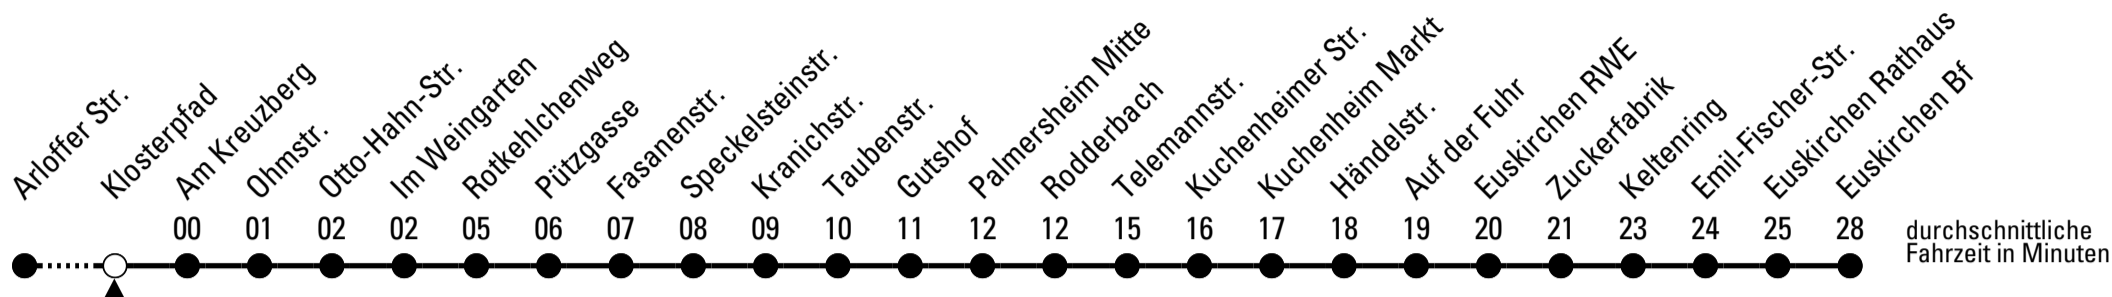 Arloffer Str.
Klosterpfad
Am Kreuzberg
Ohmstr.
Otto-Hahn-Str.
Im Weingarten
Rotkehlchenweg
Pützgasse
Fasanenstr.
Speckelsteinstr.
Kranichstr.
Taubenstr.
Gutshof
Palmersheim Mitte
Rodderbach
Telemannstr.
Kuchenheimer Str.
Kuchenheim Markt
Händelstr.
Auf der Fuhr
Euskirchen RWE
Zuckerfabrik
Keltenring
Emil-Fischer-Str.
Euskirchen Rathaus
Euskirchen Bf
00 01 02 02 05 06 07 08 09 10 11 12 12 15 16 17 18 19 20 21 23 24 25 28
durchschnittliche
Fahrzeit in Minuten